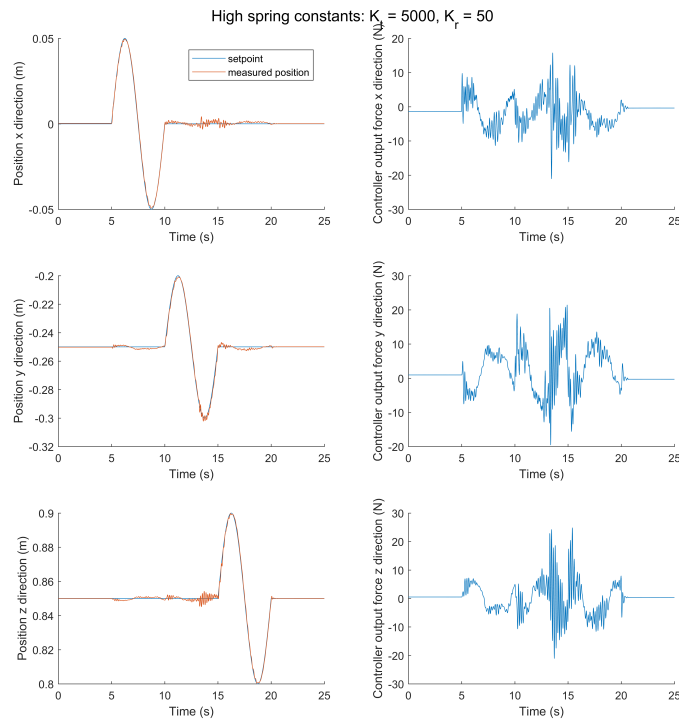 High spring constants: K_t = 5000, K_r = 50
0.05
0
-0.05
Position x direction (m)
0 5 10 15 20 25
Time (s)
setpoint
measured position
20
10
0
-10
-20
-30
Controller output force x direction (N)
0 5 10 15 20 25
Time (s)
-0.2
-0.22
-0.24
-0.26
-0.28
-0.3
-0.32
Position y direction (m)
0 5 10 15 20 25
Time (s)
30
20
10
0
-10
-20
Controller output force y direction (N)
0 5 10 15 20 25
Time (s)
0.9
0.88
0.86
0.84
0.82
0.8
Position z direction (m)
0 5 10 15 20 25
Time (s)
30
20
10
0
-10
-20
-30
Controller output force z direction (N)
0 5 10 15 20 25
Time (s)